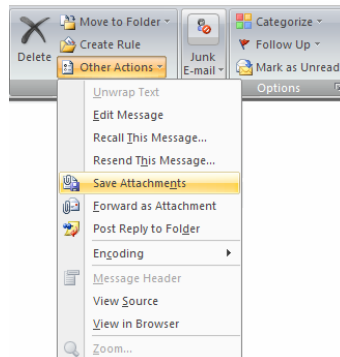 Delete
Move to Folder
Create Rule
Other Actions
Junk
E-mail
Categorize
Follow Up
Mark as Unread
Options
Unwrap Text
Edit Message
Recall This Message...
Resend This Message...
Save Attachments
Forward as Attachment
Post Reply to Folder
Encoding
Message Header
View Source
View in Browser
Zoom...